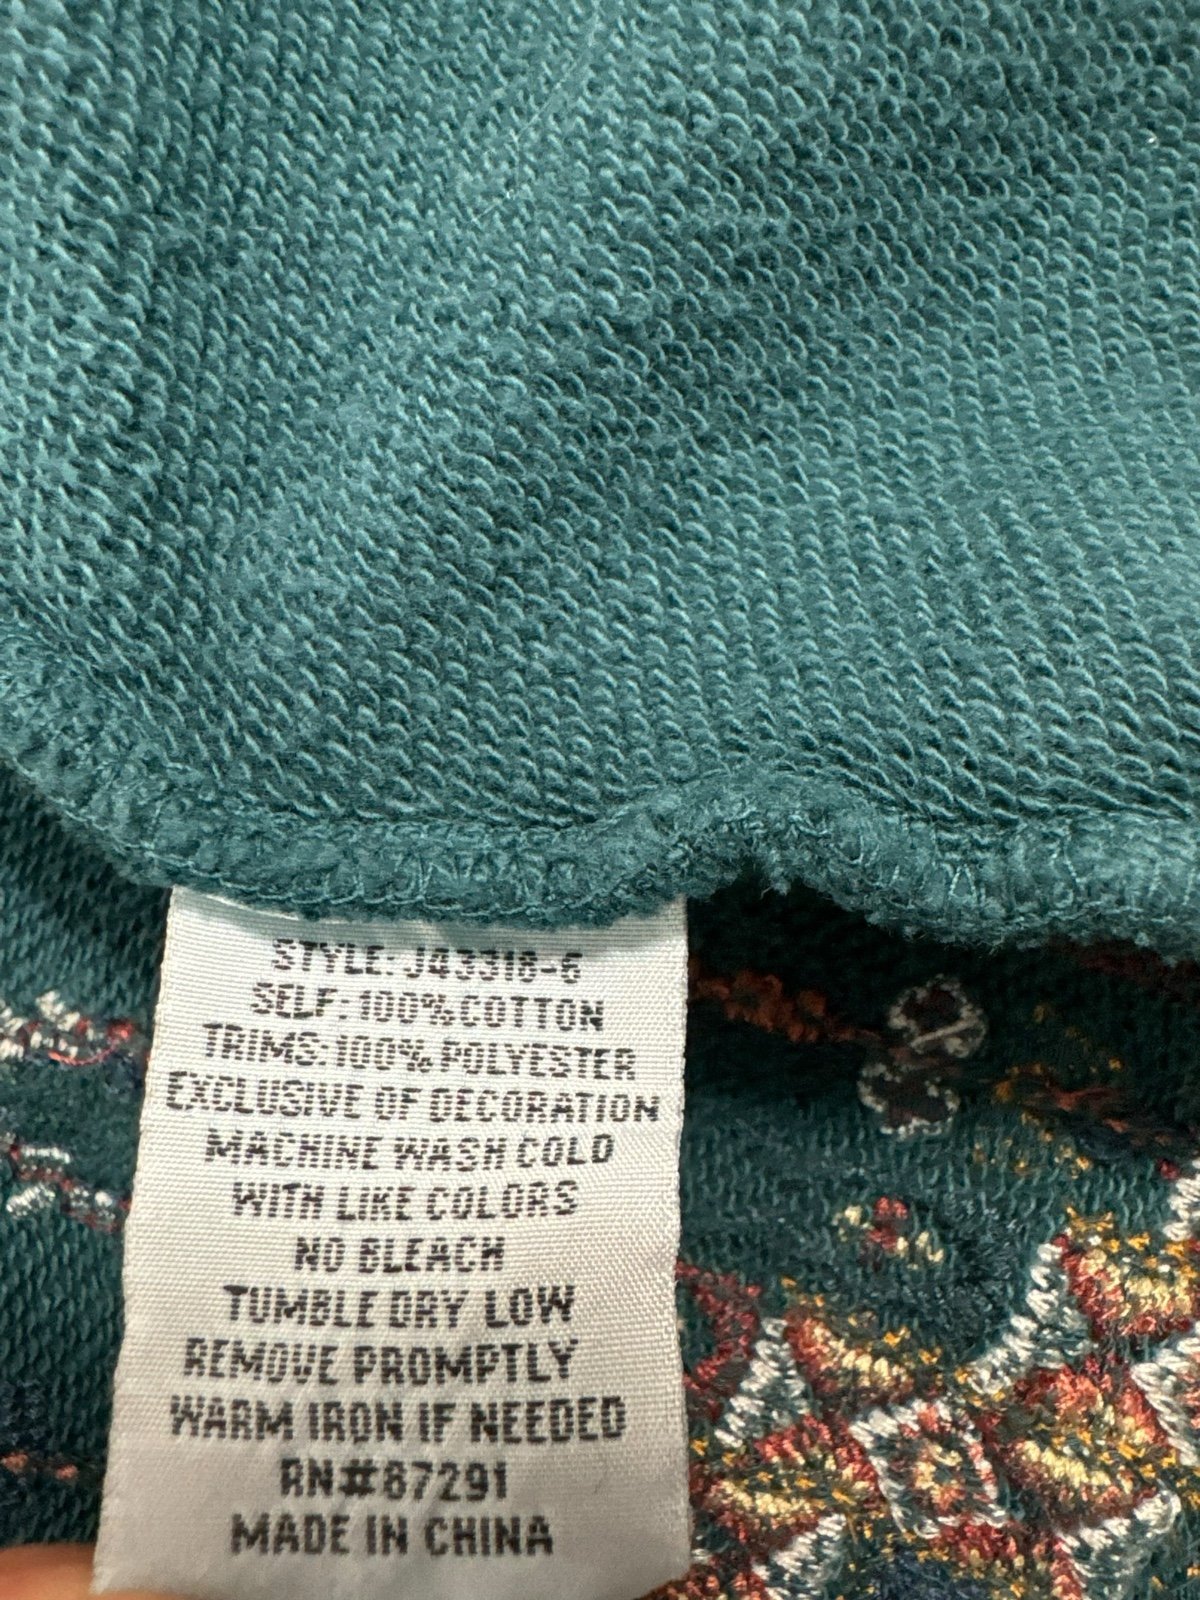 STYLE: J43318-6
SELF: 100% COTTON
TRIMS: 100% POLYESTER
EXCLUSIVE OF DECORATION
MACHINE WASH COLD
WITH LIKE COLORS
NO BLEACH
TUMBLE DRY LOW
REMOVE PROMPTLY
WARM IRON IF NEEDED
RN#87291
MADE IN CHINA